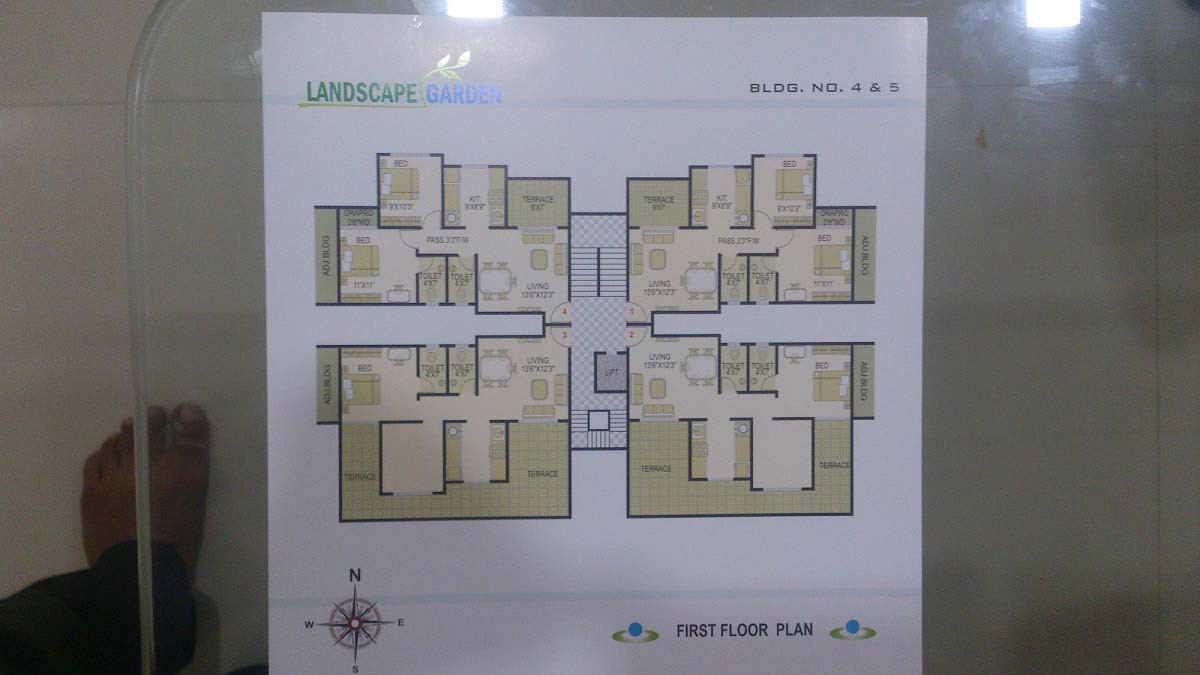 LANDSCAPE GARDEN
BLDG. NO. 4 & 5
BED
9'X10'3"
KIT.
9'X8'9"
TERRACE
9'X7'
DRAPRO
2'6"WD
ADJ BLDG
BED
11'X11'
PASS.3'3"F/W
TOILET
4'X7'
TOILET
4'X7'
LIVING
13'6"X12'3"
4
TERRACE
9'X7'
KIT.
9'X8'9"
BED
9'X10'3"
DRAPRO
2'6"WD
ADJ BLDG
PASS.3'3"F/W
BED
11'X11'
TOILET
4'X7'
TOILET
4'X7'
LIVING
13'6"X12'3"
1
3
2
ADJ BLDG
BED
TOILET
4'X7'
TOILET
4'X7'
LIVING
13'6"X12'3"
TERRACE
TERRACE
LIFT
LIVING
13'6"X12'3"
TOILET
4'X7'
TOILET
4'X7'
BED
ADJ BLDG
TERRACE
TERRACE
N
W
E
S
FIRST FLOOR PLAN